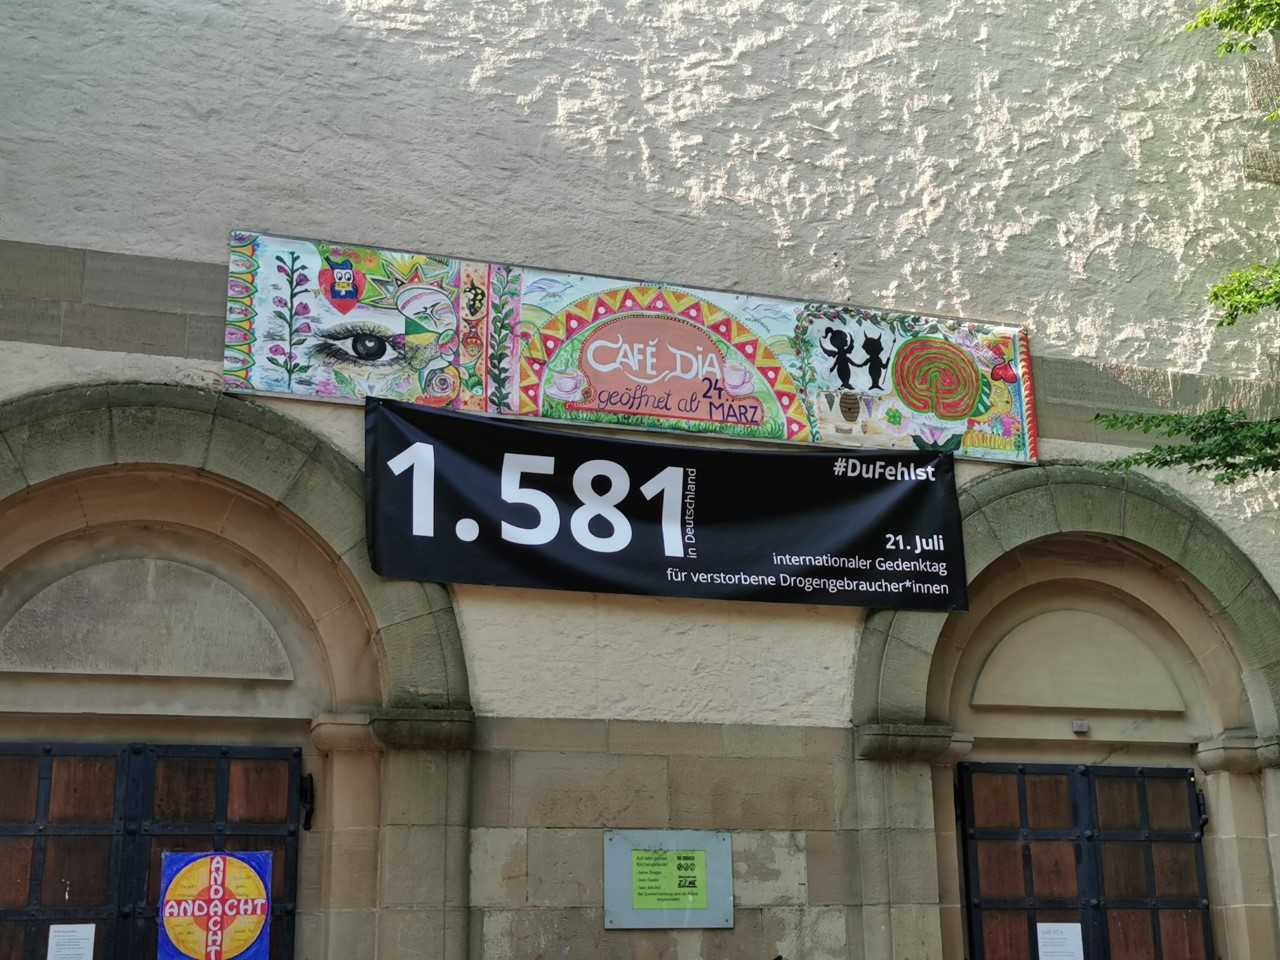 CAFÉ DIA
geöffnet ab 24. MÄRZ
1.581
in Deutschland
#DuFehlst
21. Juli
internationaler Gedenktag
für verstorbene Drogengebraucher*innen
ANDACHT
ANDACHT